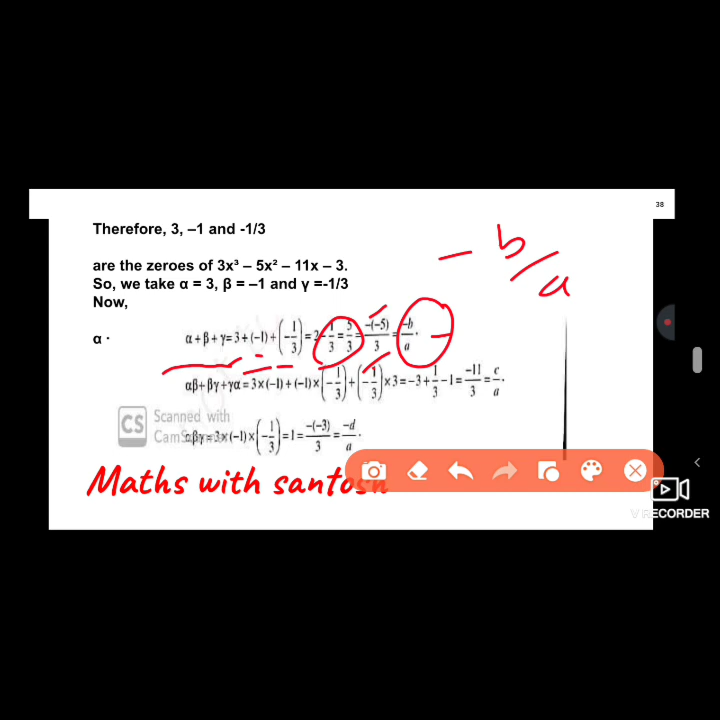 38
Therefore, 3, –1 and -1/3
are the zeroes of 3x³ – 5x² – 11x – 3.
So, we take α = 3, β = –1 and γ =-1/3
Now,
– b/a
α · α+β+γ=3+(-1)+(-1/3)=2-1/3=5/3=-(-5)/3=-b/a.
αβ+βγ+γα=3×(-1)+(-1)×(-1/3)+(-1/3)×3=-3+1/3-1=-11/3=c/a.
CS Scanned with
αβγ=3×(-1)×(-1/3)=1=-(-3)/3=-d/a.
Maths with santosh
V RECORDER